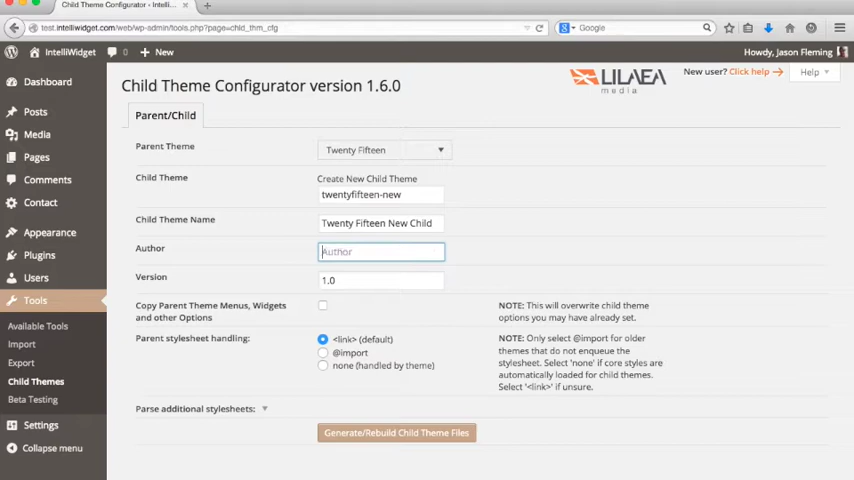 Child Theme Configurator | Intelli...
test.intelliwidget.com/web/wp-admin/tools.php?page=child_thm_cfg
Google
IntelliWidget
0
New
Howdy, Jason Fleming
Dashboard
Posts
Media
Pages
Comments
Contact
Appearance
Plugins
Users
Tools
Available Tools
Import
Export
Child Themes
Beta Testing
Settings
Collapse menu
Child Theme Configurator version 1.6.0
LILAEA
media
New user? Click help
Help
Parent/Child
Parent Theme
Twenty Fifteen
Child Theme
Create New Child Theme
twentyfifteen-new
Child Theme Name
Twenty Fifteen New Child
Author
Author
Version
1.0
Copy Parent Theme Menus, Widgets
and other Options
NOTE: This will overwrite child theme
options you may have already set.
Parent stylesheet handling:
<link> (default)
@import
none (handled by theme)
NOTE: Only select @import for older
themes that do not enqueue the
stylesheet. Select 'none' if core styles are
automatically loaded for child themes.
Select '<link>' if unsure.
Parse additional stylesheets:
Generate/Rebuild Child Theme Files